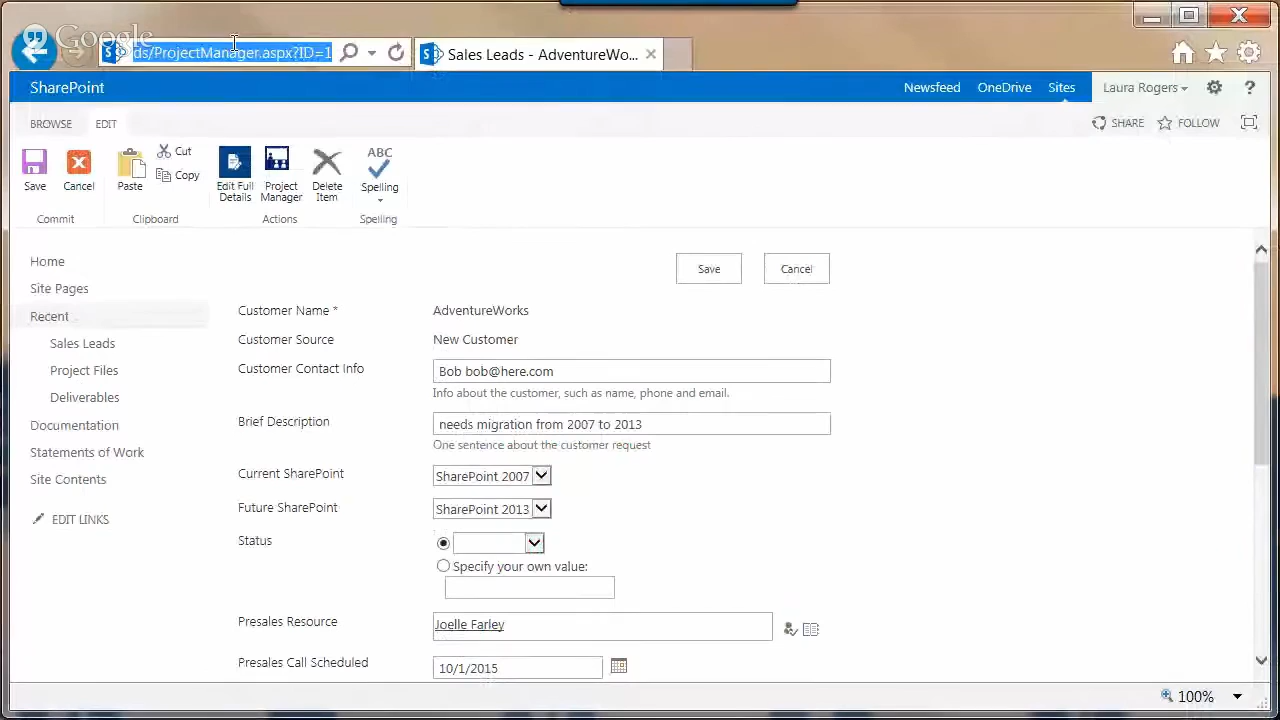 Google
ds/ProjectManager.aspx?ID=1
Sales Leads - AdventureWo...
SharePoint
Newsfeed OneDrive Sites Laura Rogers ?
BROWSE EDIT
SHARE FOLLOW
Save Cancel Paste Cut Copy Edit Full Details Project Manager Delete Item ABC Spelling
Commit Clipboard Actions Spelling
Home
Site Pages
Recent
Sales Leads
Project Files
Deliverables
Documentation
Statements of Work
Site Contents
EDIT LINKS
Save Cancel
Customer Name * AdventureWorks
Customer Source New Customer
Customer Contact Info Bob bob@here.com
Info about the customer, such as name, phone and email.
Brief Description needs migration from 2007 to 2013
One sentence about the customer request
Current SharePoint SharePoint 2007
Future SharePoint SharePoint 2013
Status
Specify your own value:
Presales Resource Joelle Farley
Presales Call Scheduled 10/1/2015
100%